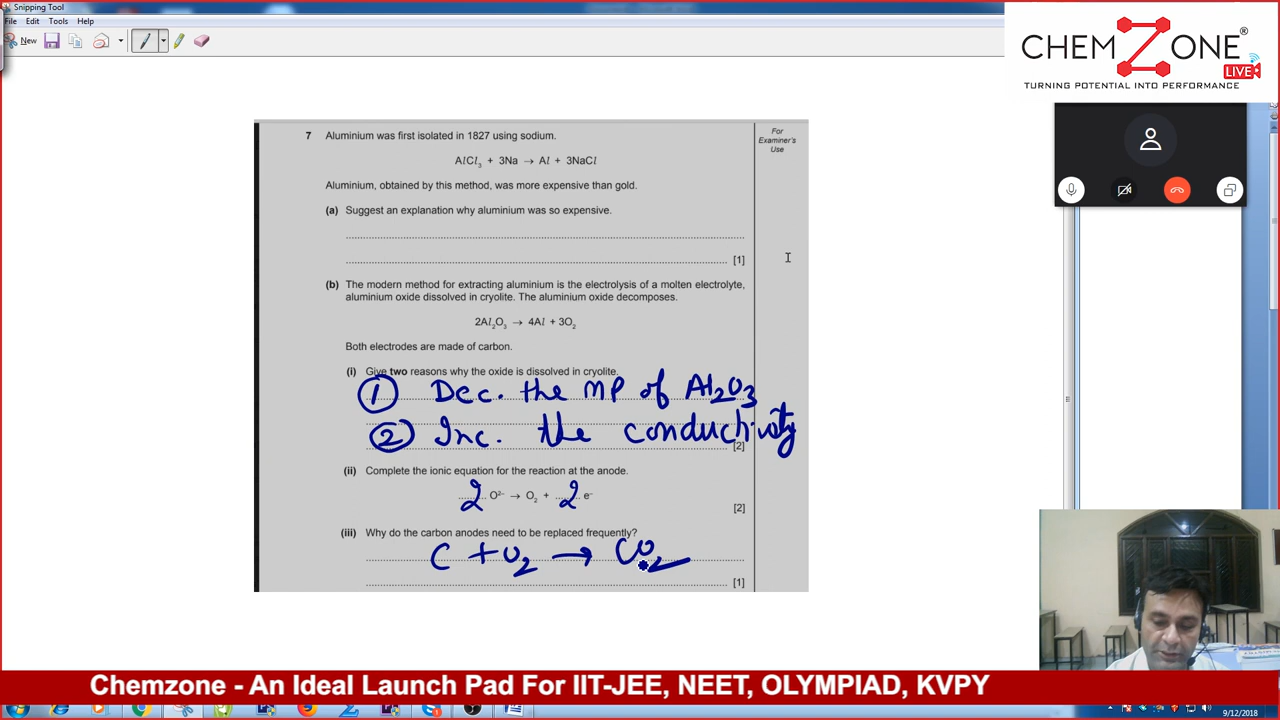 Snipping Tool
File Edit Tools Help
New
CHEMZONE®
LIVE
TURNING POTENTIAL INTO PERFORMANCE
For
Examiner's
Use
7 Aluminium was first isolated in 1827 using sodium.
AlCl₃ + 3Na → Al + 3NaCl
Aluminium, obtained by this method, was more expensive than gold.
(a) Suggest an explanation why aluminium was so expensive.
[1]
(b) The modern method for extracting aluminium is the electrolysis of a molten electrolyte,
aluminium oxide dissolved in cryolite. The aluminium oxide decomposes.
2Al₂O₃ → 4Al + 3O₂
Both electrodes are made of carbon.
(i) Give two reasons why the oxide is dissolved in cryolite.
① Dec. the MP of Al₂O₃
② Inc. the conductivity
[2]
(ii) Complete the ionic equation for the reaction at the anode.
2 O²⁻ → O₂ + 2 e⁻
[2]
(iii) Why do the carbon anodes need to be replaced frequently?
C + O₂ → CO₂
[1]
Chemzone - An Ideal Launch Pad For IIT-JEE, NEET, OLYMPIAD, KVPY
9/12/2018